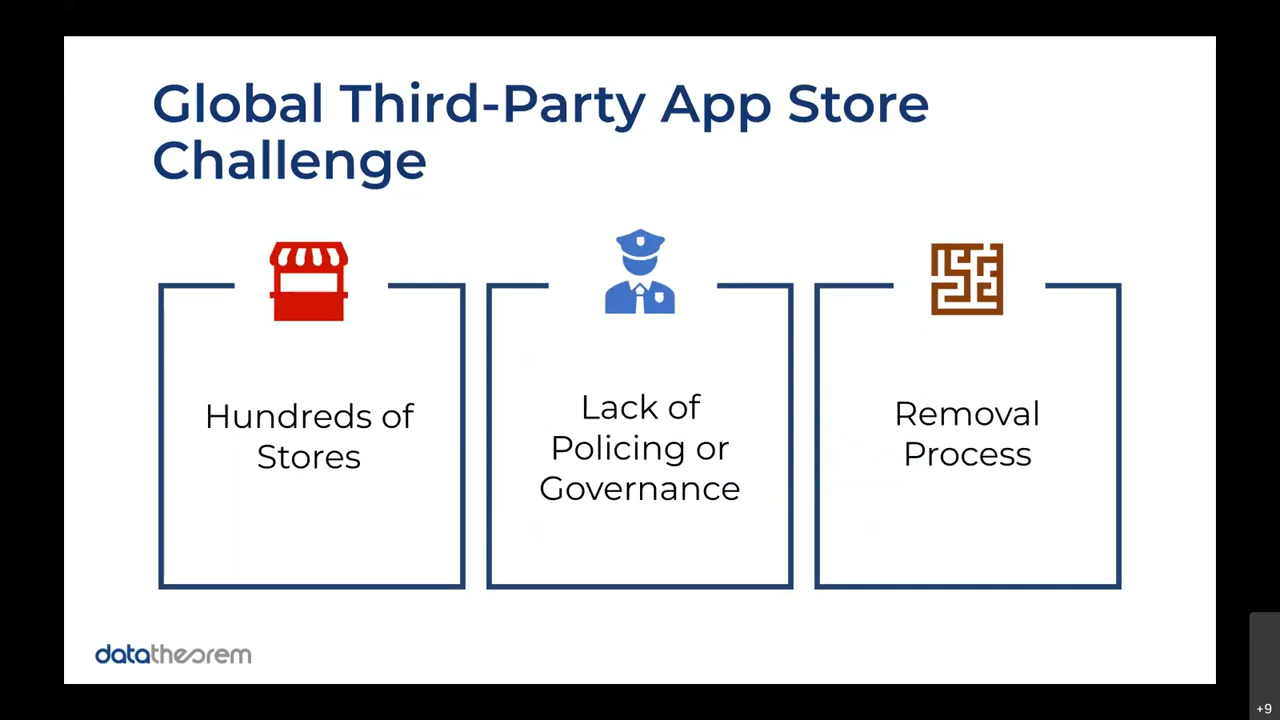 Global Third-Party App Store
Challenge
Hundreds of
Stores
Lack of
Policing or
Governance
Removal
Process
datatheorem
+9